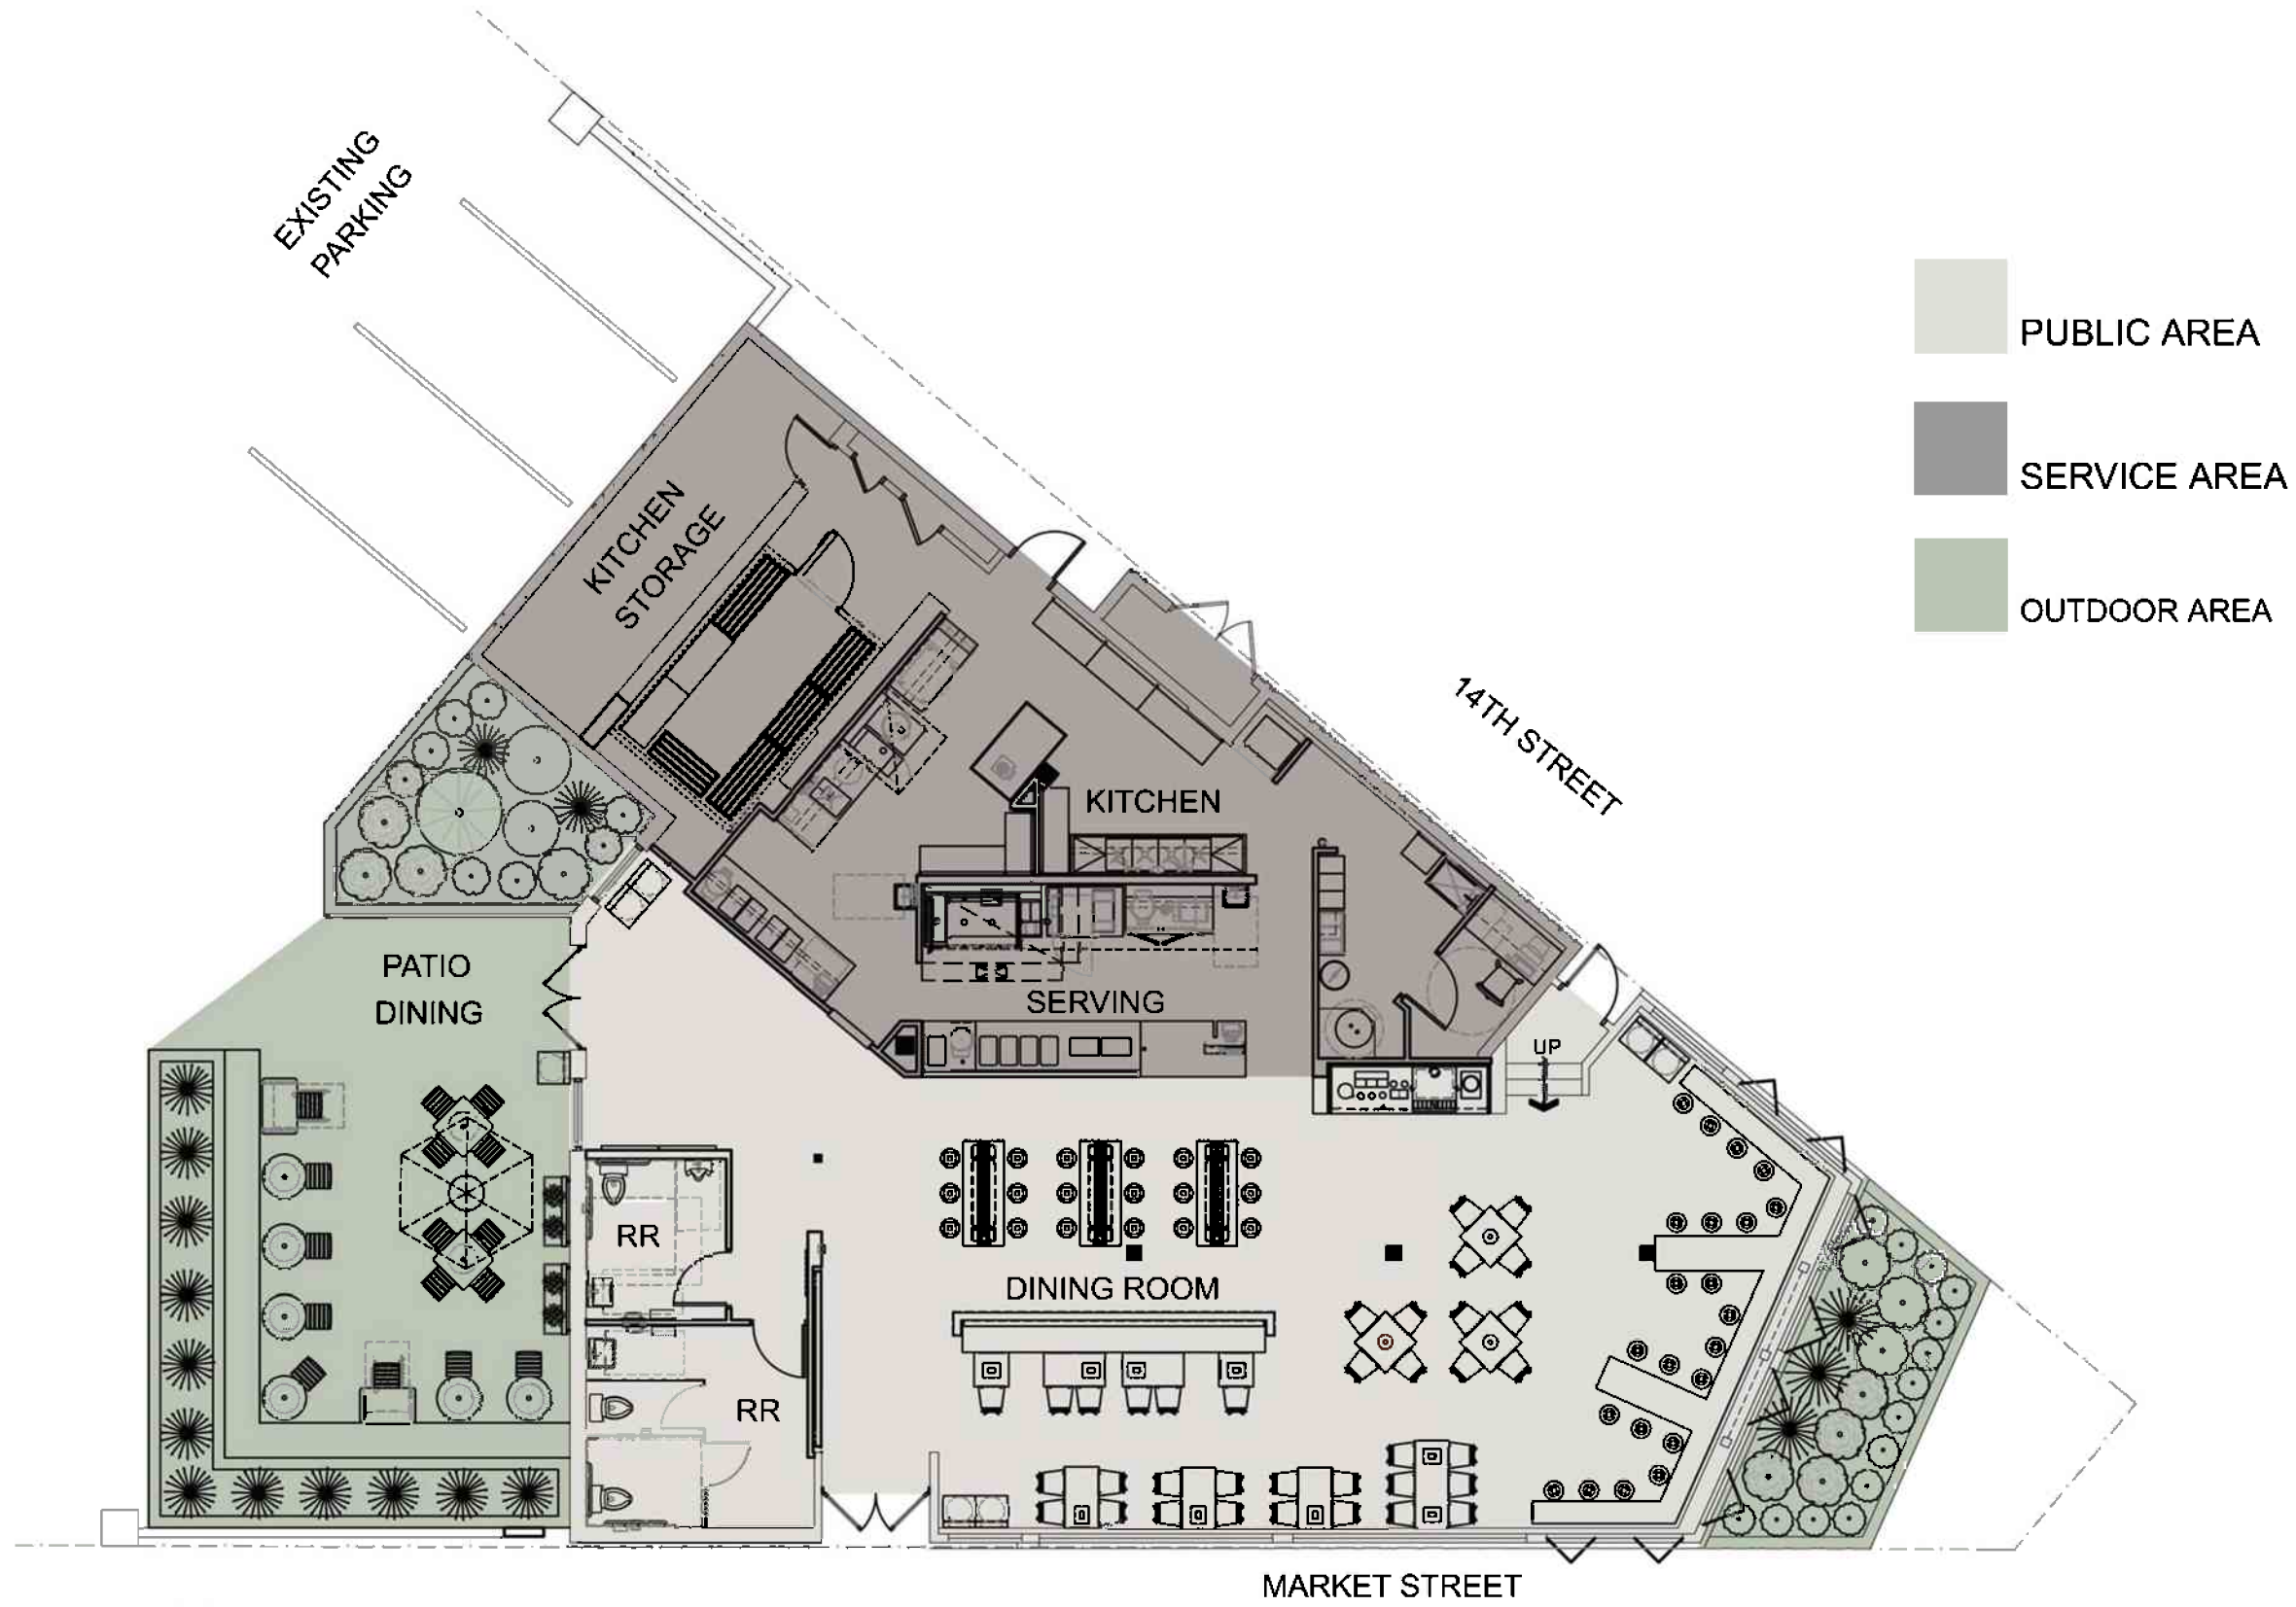 EXISTING
PARKING
PUBLIC AREA
SERVICE AREA
OUTDOOR AREA
KITCHEN
STORAGE
14TH STREET
KITCHEN
PATIO
DINING
SERVING
UP
RR
DINING ROOM
RR
MARKET STREET